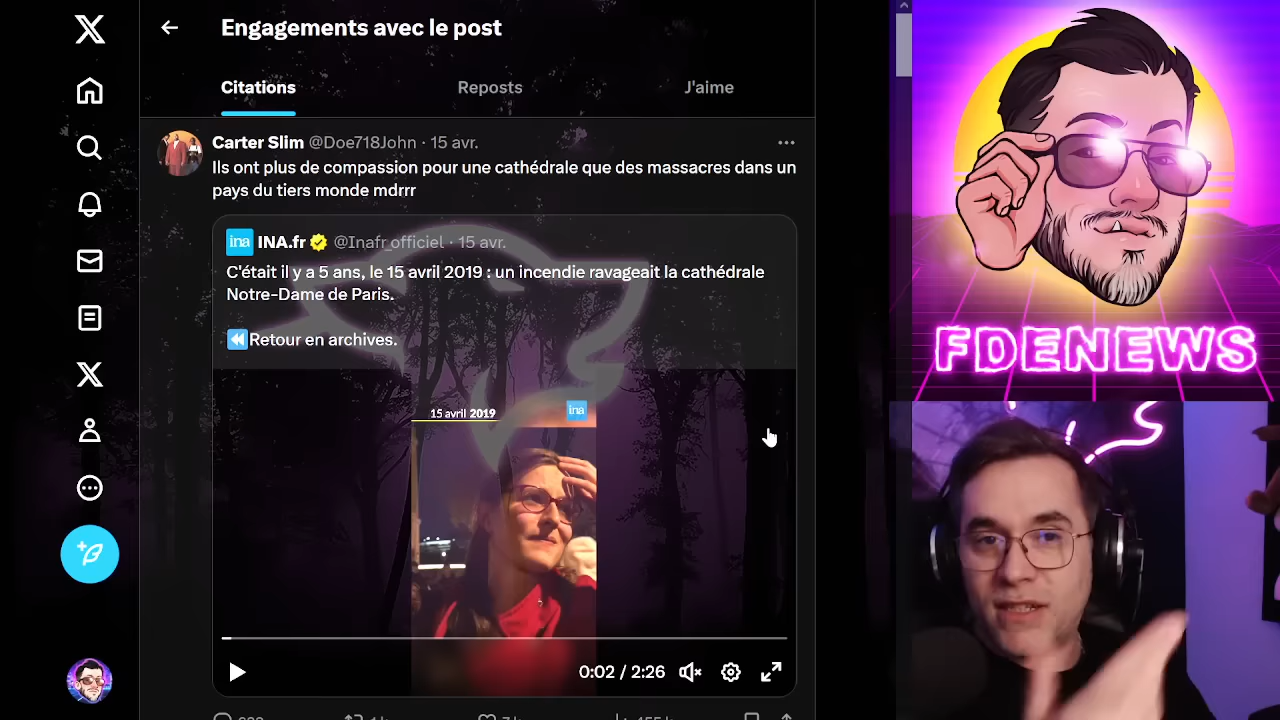 Engagements avec le post
Citations Reposts J'aime
Carter Slim @Doe718John · 15 avr.
Ils ont plus de compassion pour une cathédrale que des massacres dans un
pays du tiers monde mdrrr
ina INA.fr @Inafr_officiel · 15 avr.
C'était il y a 5 ans, le 15 avril 2019 : un incendie ravageait la cathédrale
Notre-Dame de Paris.
Retour en archives.
15 avril 2019
ina
0:02 / 2:26
FDENEWS